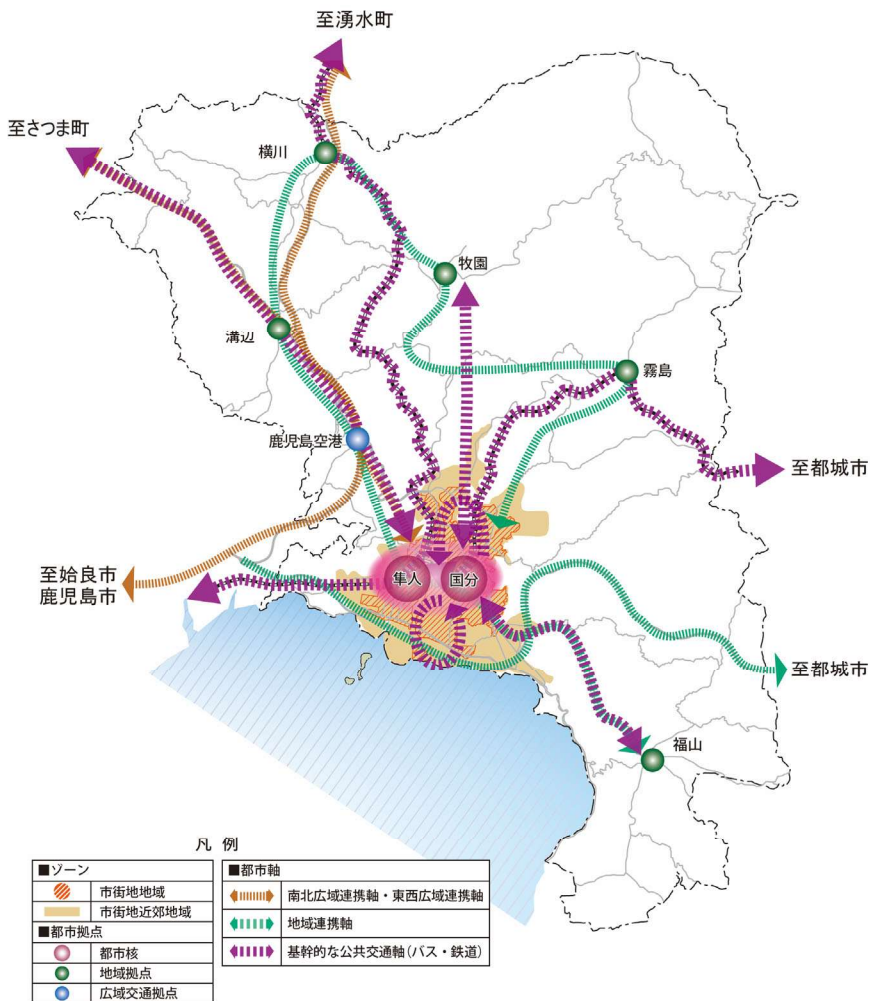 至湧水町
至さつま町
横川
牧園
溝辺
霧島
鹿児島空港
至都城市
至姶良市
鹿児島市
隼人
国分
至都城市
福山
凡 例
■ゾーン
市街地地域
市街地近郊地域
■都市拠点
都市核
地域拠点
広域交通拠点
■都市軸
南北広域連携軸・東西広域連携軸
地域連携軸
基幹的な公共交通軸(バス・鉄道)